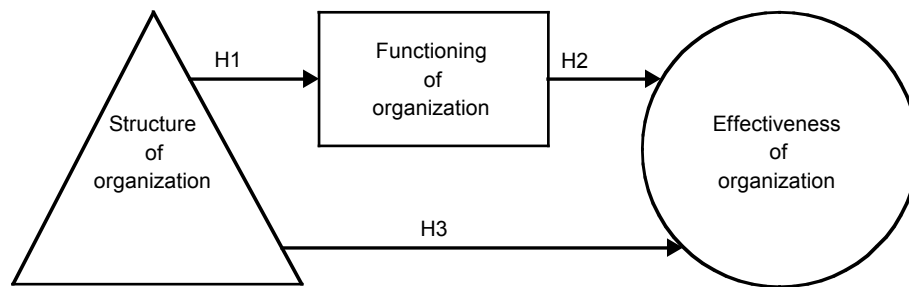 H1
Functioning
of
organization
H2
Structure
of
organization
Effectiveness
of
organization
H3